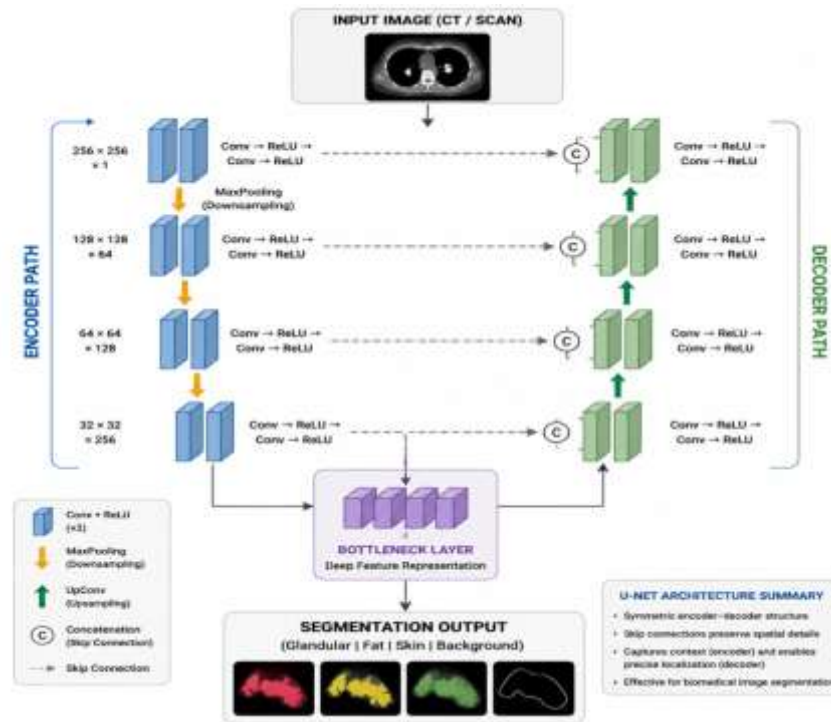 INPUT IMAGE (CT / SCAN)
ENCODER PATH
256 × 256
× 1
Conv → ReLU →
Conv → ReLU
C
Conv → ReLU →
Conv → ReLU
MaxPooling
(Downsampling)
128 × 128
× 64
Conv → ReLU →
Conv → ReLU
C
Conv → ReLU →
Conv → ReLU
64 × 64
× 128
Conv → ReLU →
Conv → ReLU
C
Conv → ReLU →
Conv → ReLU
32 × 32
× 256
Conv → ReLU →
Conv → ReLU
C
Conv → ReLU →
Conv → ReLU
DECODER PATH
BOTTLENECK LAYER
Deep Feature Representation
Conv + ReLU
MaxPooling
(Downsampling)
UpConv
(Upsampling)
C
Concatenation
(Skip Connection)
Skip Connection
SEGMENTATION OUTPUT
(Glandular | Fat | Skin | Background)
U-NET ARCHITECTURE SUMMARY
• Symmetric encoder–decoder structure
• Skip connections preserve spatial details
• Captures context (encoder) and enables
precise localization (decoder)
• Effective for biomedical image segmentation